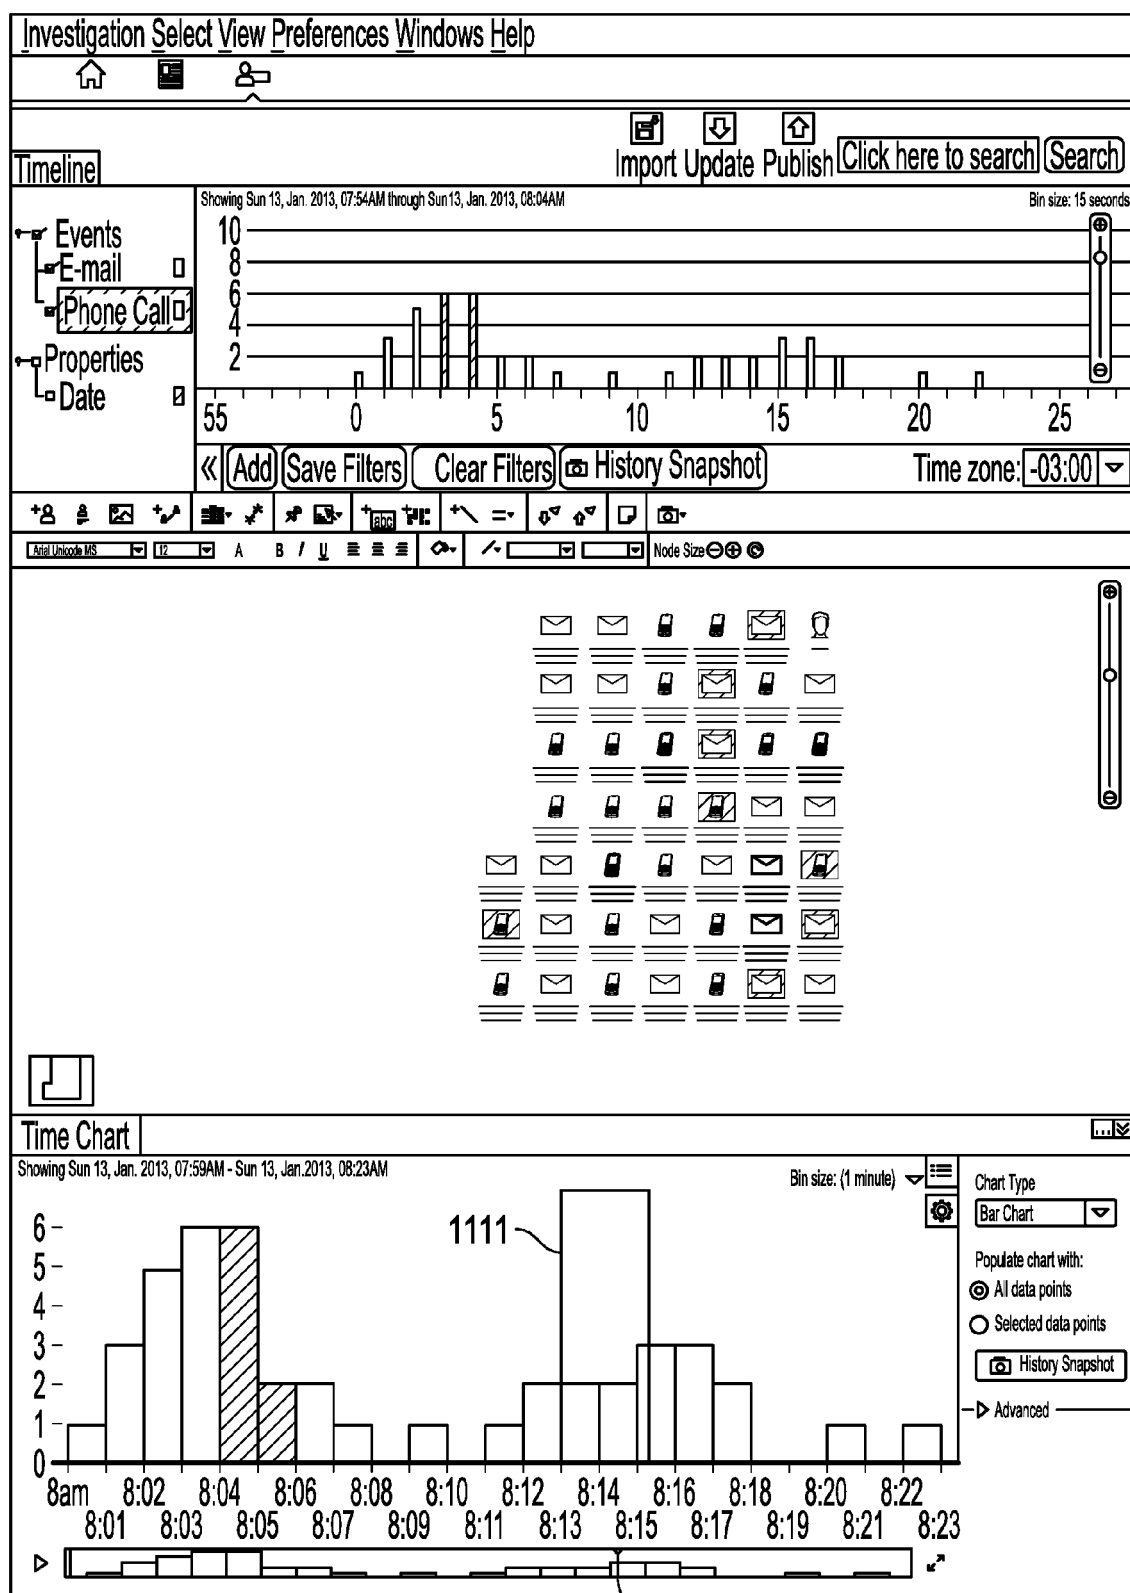 Investigation Select View Preferences Windows Help
Import Update Publish Click here to search Search
Timeline
Showing Sun 13, Jan. 2013, 07:54AM through Sun 13, Jan. 2013, 08:04AM
Bin size: 15 seconds
Events
E-mail
Phone Call
Properties
Date
10
8
6
4
2
55 0 5 10 15 20 25
« Add Save Filters Clear Filters History Snapshot Time zone: -03:00
abc
Arial Unicode MS 12 A B I U Node Size
Time Chart
...
Showing Sun 13, Jan. 2013, 07:59AM - Sun 13, Jan.2013, 08:23AM
Bin size: (1 minute)
Chart Type
Bar Chart
Populate chart with:
All data points
Selected data points
History Snapshot
Advanced
1111
6
5
4
3
2
1
0
8am 8:02 8:04 8:06 8:08 8:10 8:12 8:14 8:16 8:18 8:20 8:22
8:01 8:03 8:05 8:07 8:09 8:11 8:13 8:15 8:17 8:19 8:21 8:23